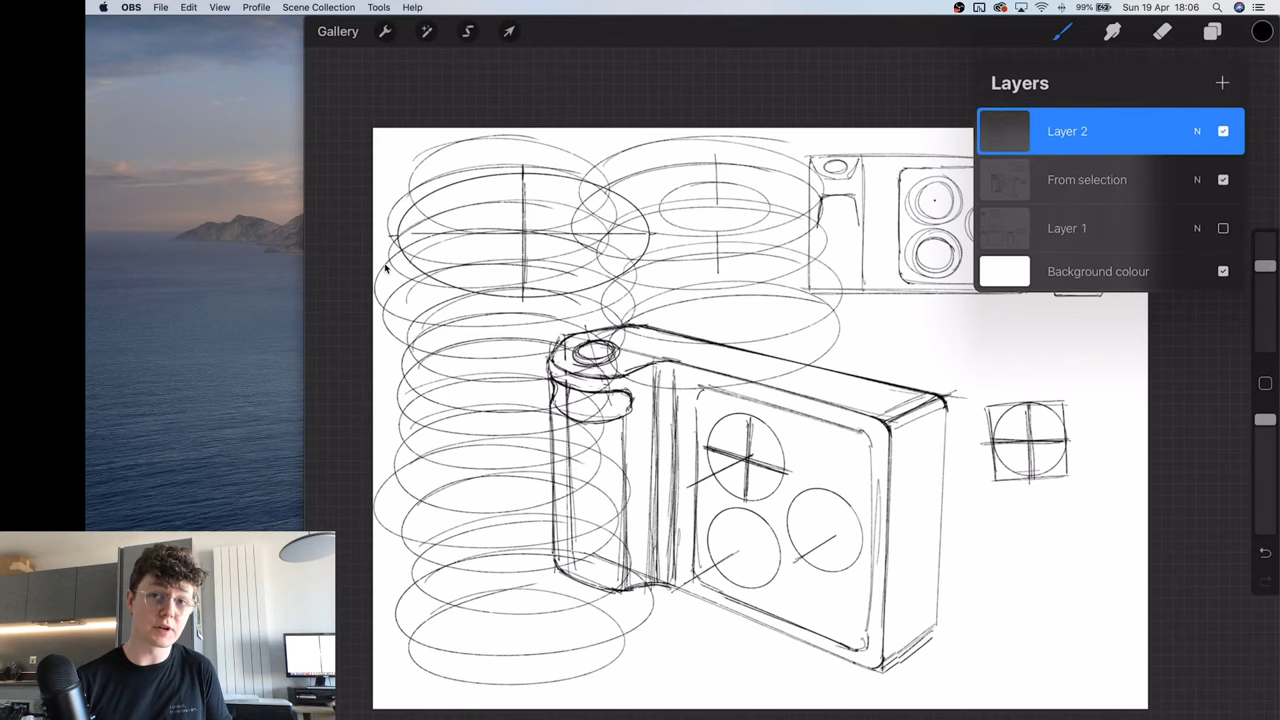 OBS File Edit View Profile Scene Collection Tools Help 99% Sun 19 Apr 18:06
Gallery
Layers
Layer 2 N
From selection N
Layer 1 N
Background colour